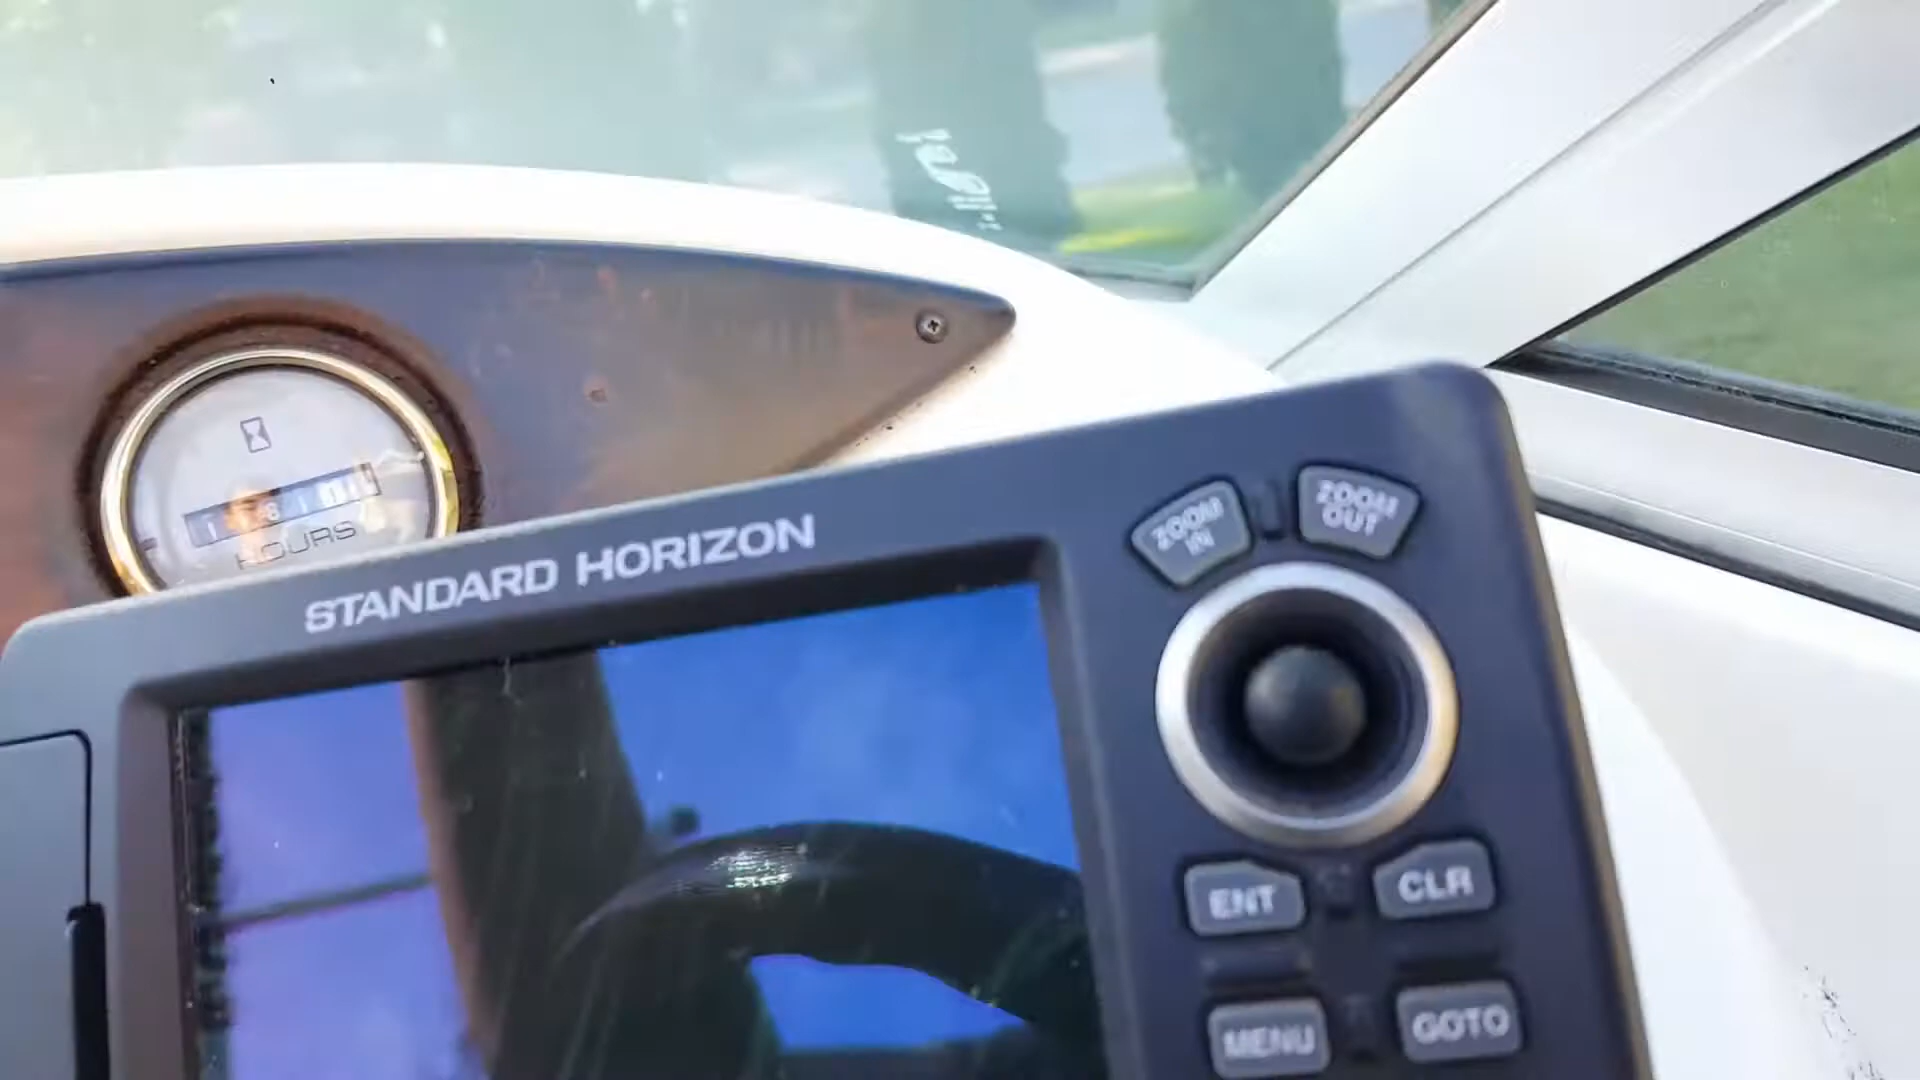 HOURS
STANDARD HORIZON
ZOOM
IN
ZOOM
OUT
ENT
CLR
MENU
GOTO